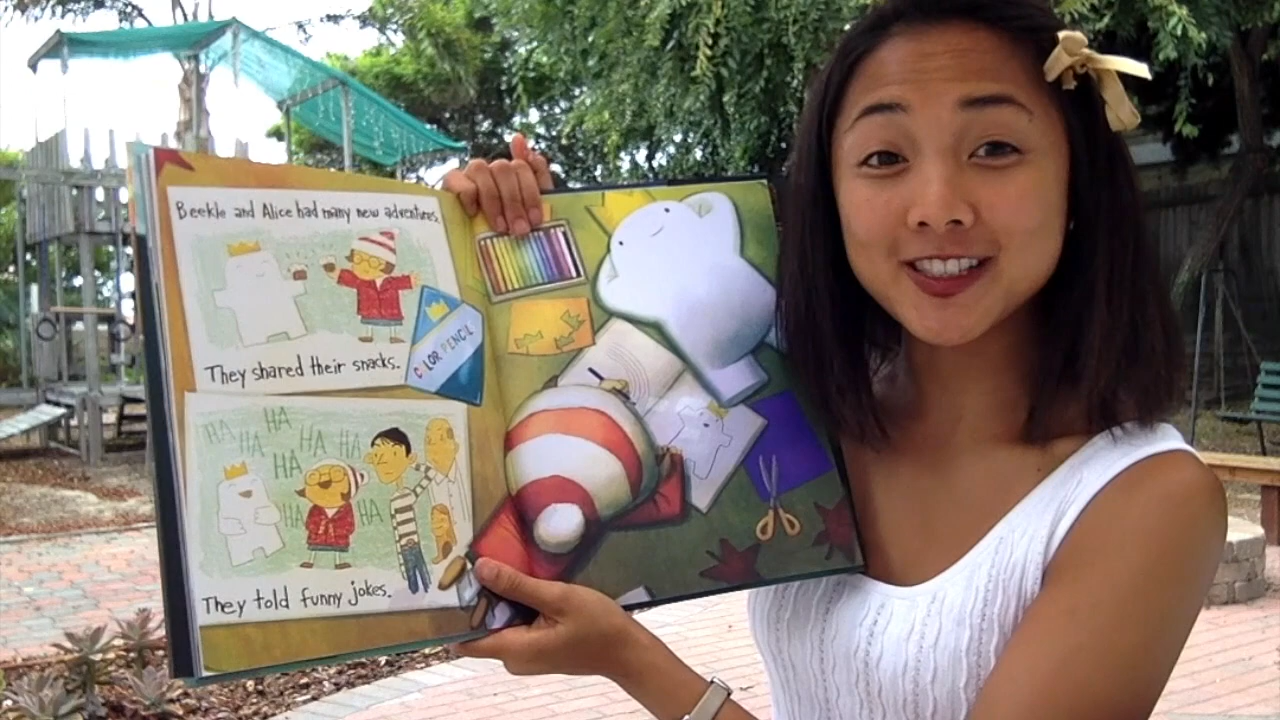 Beekle and Alice had many new adventures.
They shared their snacks.
COLOR PENCIL
HA HA HA HA HA HA HA HA
They told funny jokes.